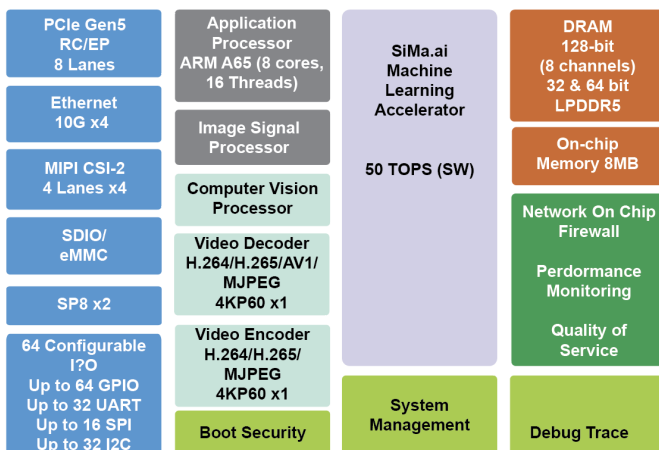 PCIe Gen5
RC/EP
8 Lanes
Ethernet
10G x4
MIPI CSI-2
4 Lanes x4
SDIO/
eMMC
SP8 x2
64 Configurable
I?O
Up to 64 GPIO
Up to 32 UART
Up to 16 SPI
Up to 32 I2C
Application
Processor
ARM A65 (8 cores,
16 Threads)
Image Signal
Processor
Computer Vision
Processor
Video Decoder
H.264/H.265/AV1/
MJPEG
4KP60 x1
Video Encoder
H.264/H.265/
MJPEG
4KP60 x1
Boot Security
SiMa.ai
Machine
Learning
Accelerator
50 TOPS (SW)
System
Management
DRAM
128-bit
(8 channels)
32 & 64 bit
LPDDR5
On-chip
Memory 8MB
Network On Chip
Firewall
Perdormance
Monitoring
Quality of
Service
Debug Trace